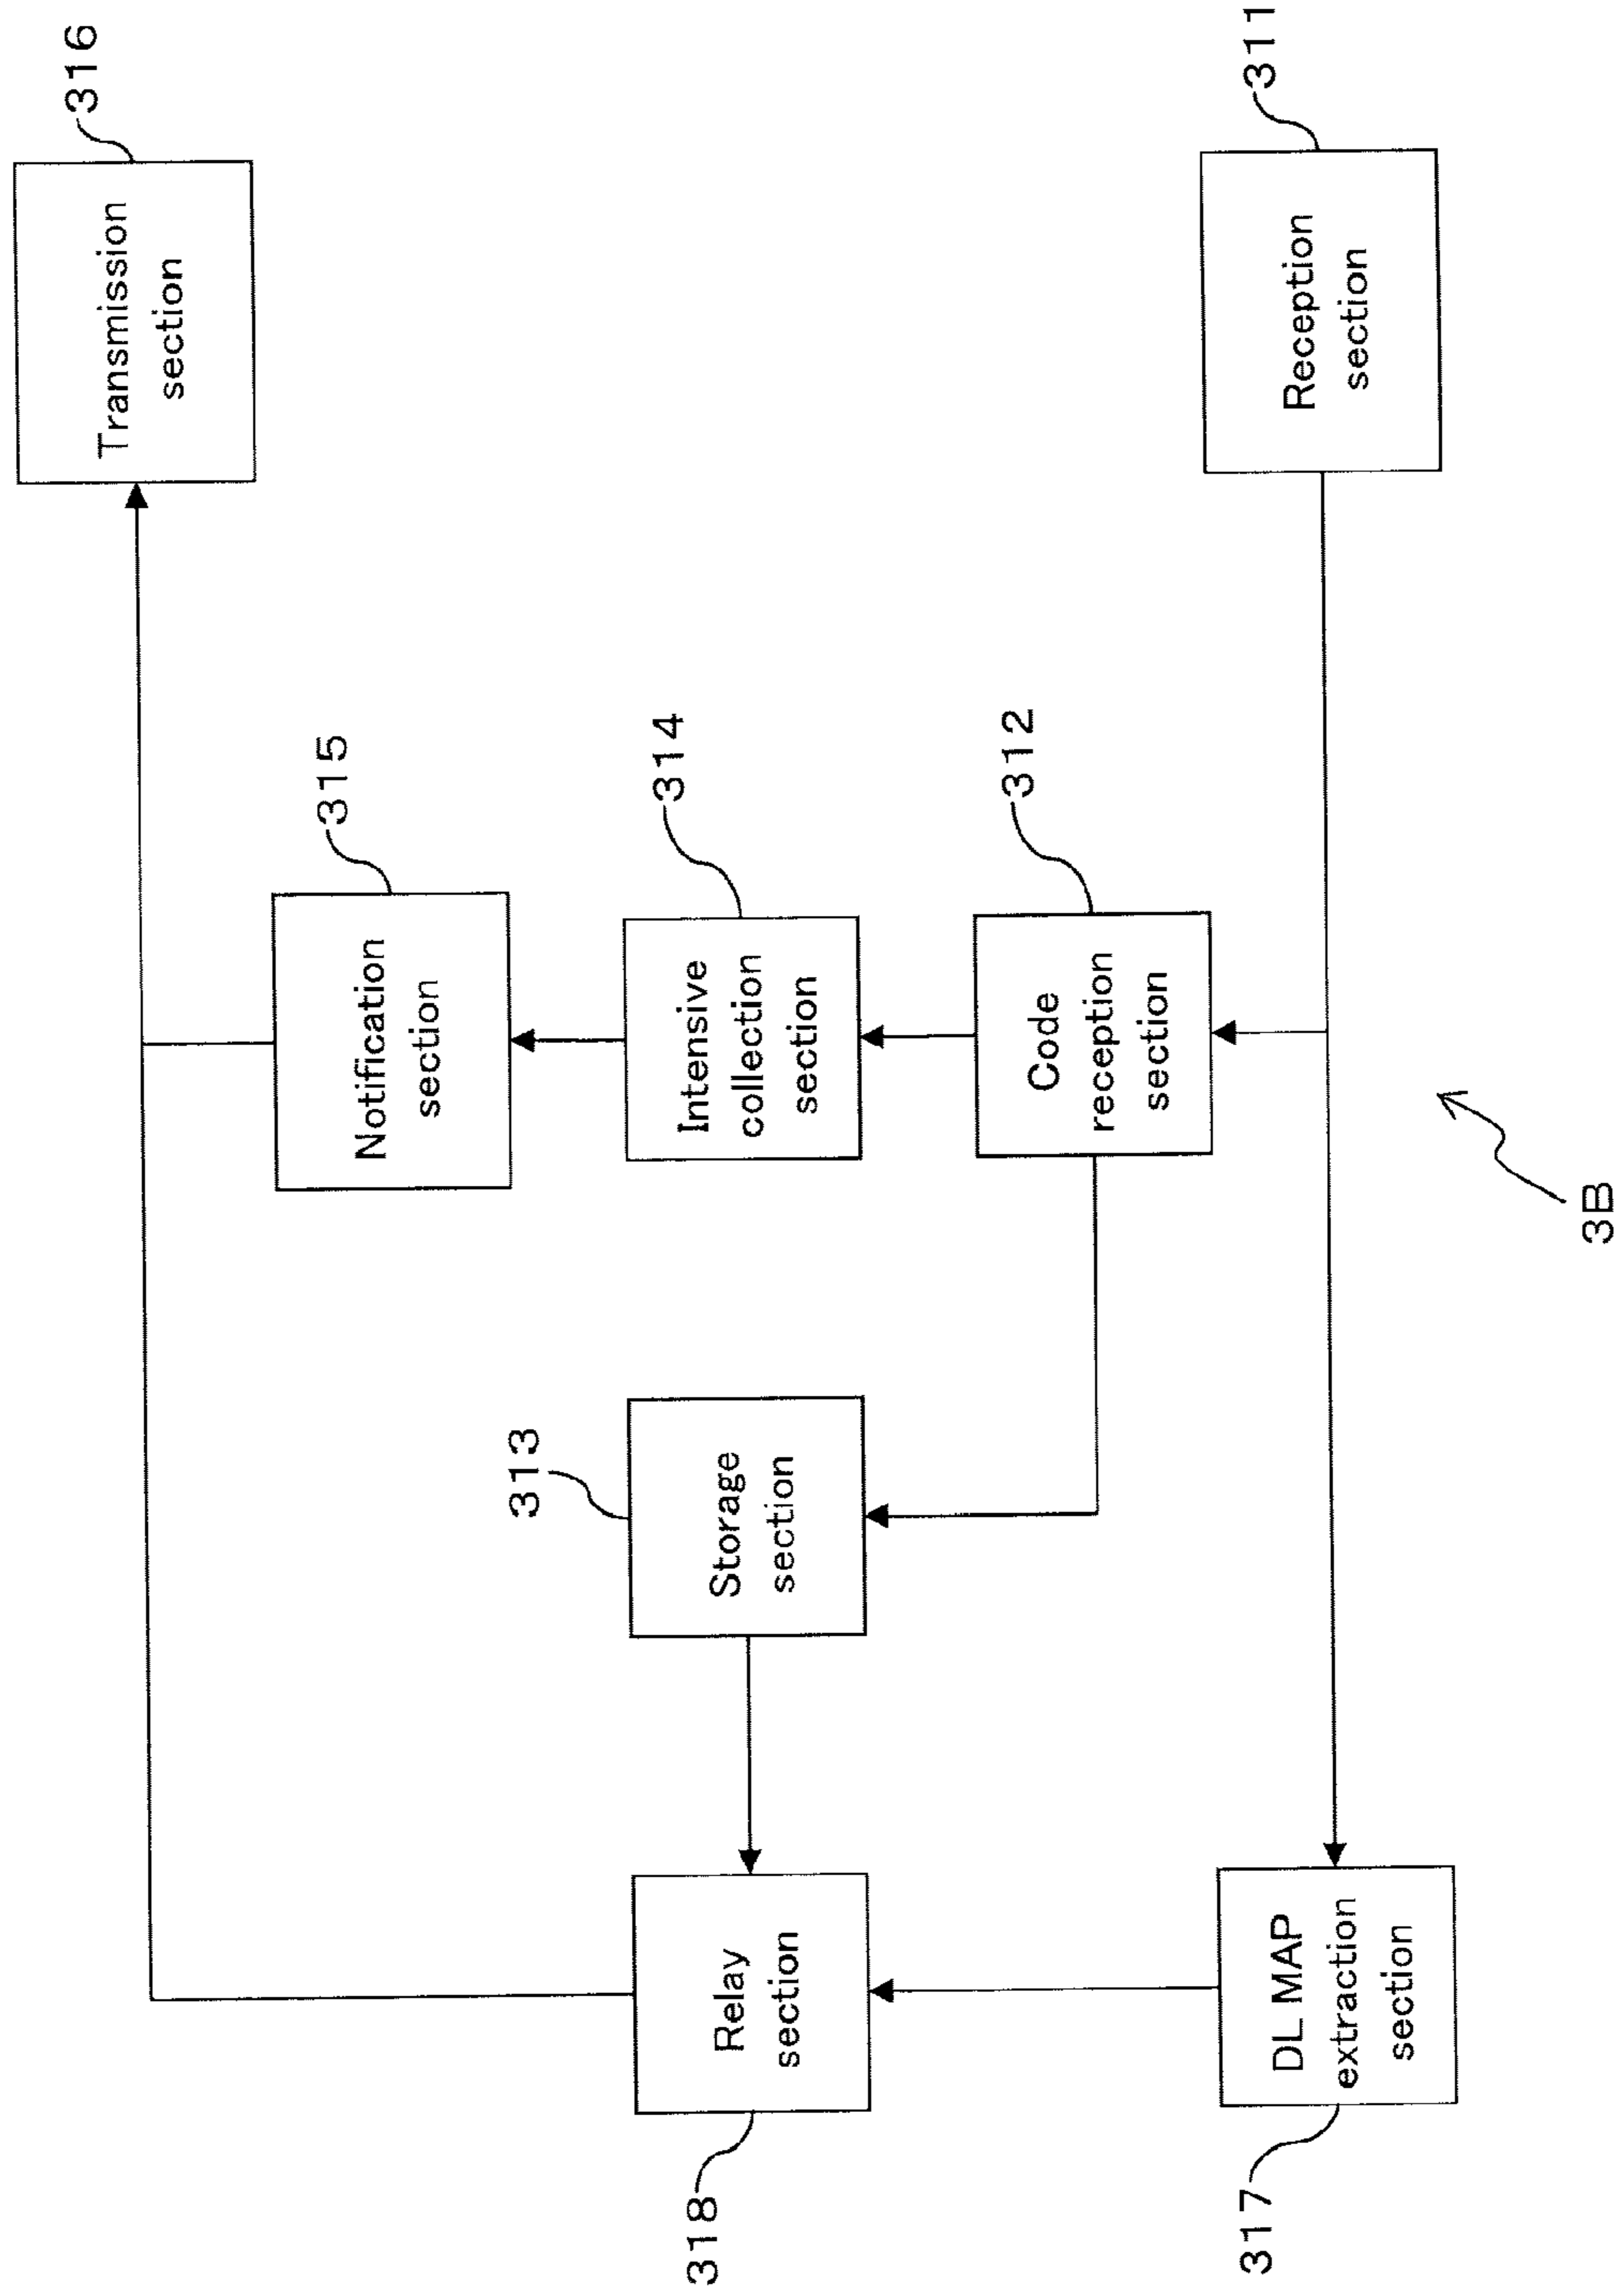 316
Transmission
section
315
Notification
section
313
Storage
section
314
Intensive
collection
section
318
Relay
section
312
Code
reception
section
311
Reception
section
317
DL MAP
extraction
section
3B